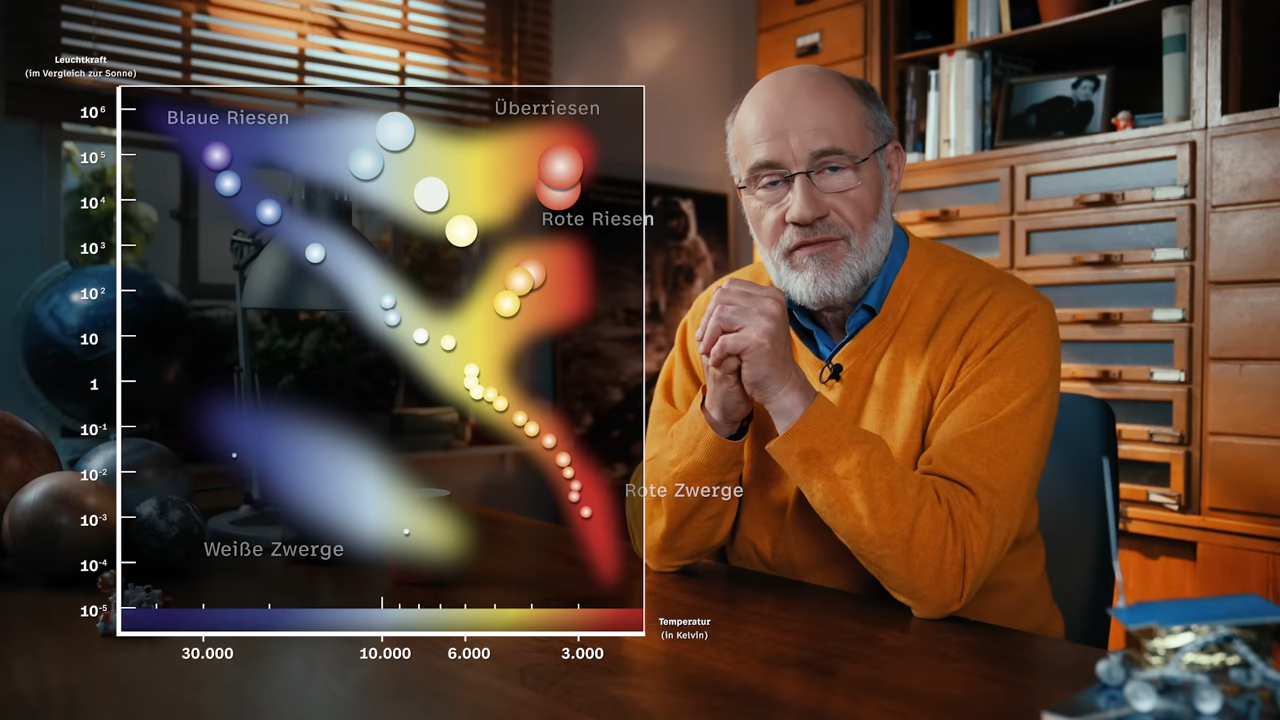 Leuchtkraft
(im Vergleich zur Sonne)
Blaue Riesen
Überriesen
Rote Riesen
Rote Zwerge
Weiße Zwerge
10⁶
10⁵
10⁴
10³
10²
10
1
10⁻¹
10⁻²
10⁻³
10⁻⁴
10⁻⁵
30.000
10.000
6.000
3.000
Temperatur
(in Kelvin)